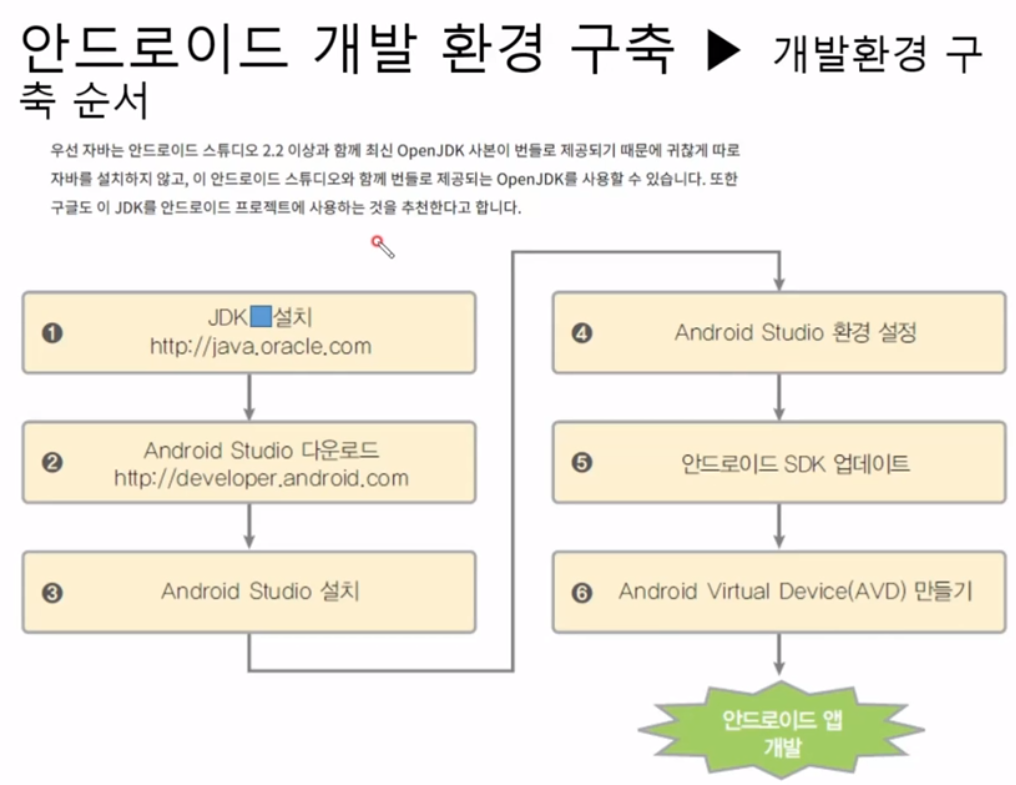 안드로이드 개발 환경 구축 ▶ 개발환경 구
축 순서
우선 자바는 안드로이드 스튜디오 2.2 이상과 함께 최신 OpenJDK 사본이 번들로 제공되기 때문에 귀찮게 따로
자바를 설치하지 않고, 이 안드로이드 스튜디오와 함께 번들로 제공되는 OpenJDK를 사용할 수 있습니다. 또한
구글도 이 JDK를 안드로이드 프로젝트에 사용하는 것을 추천한다고 합니다.
❶ JDK 설치
http://java.oracle.com
❷ Android Studio 다운로드
http://developer.android.com
❸ Android Studio 설치
❹ Android Studio 환경 설정
❺ 안드로이드 SDK 업데이트
❻ Android Virtual Device(AVD) 만들기
안드로이드 앱
개발